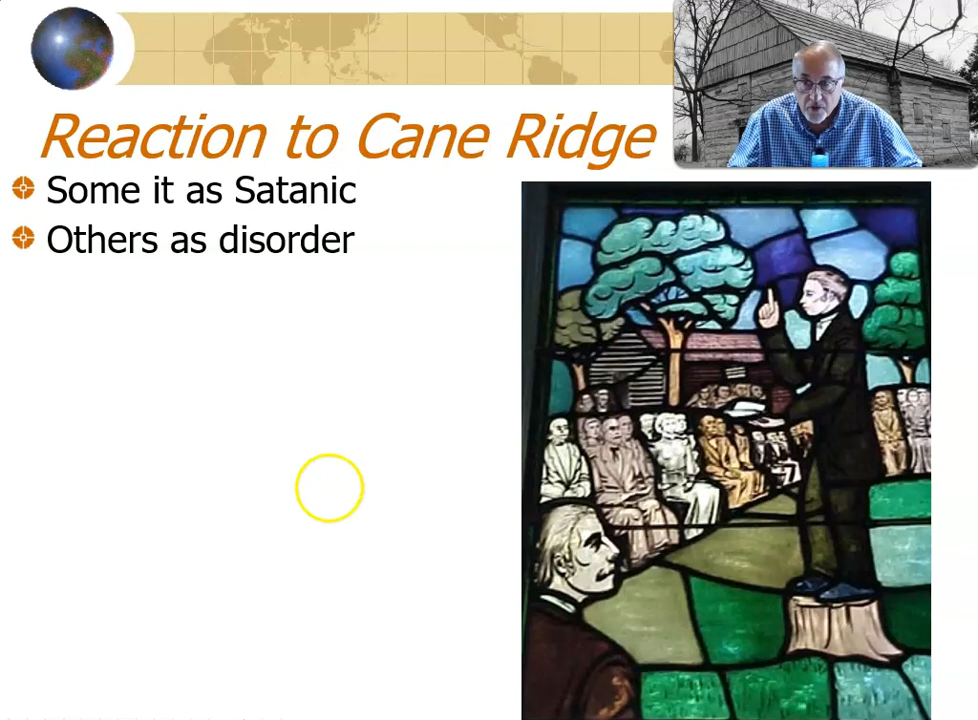 Reaction to Cane Ridge
Some it as Satanic
Others as disorder